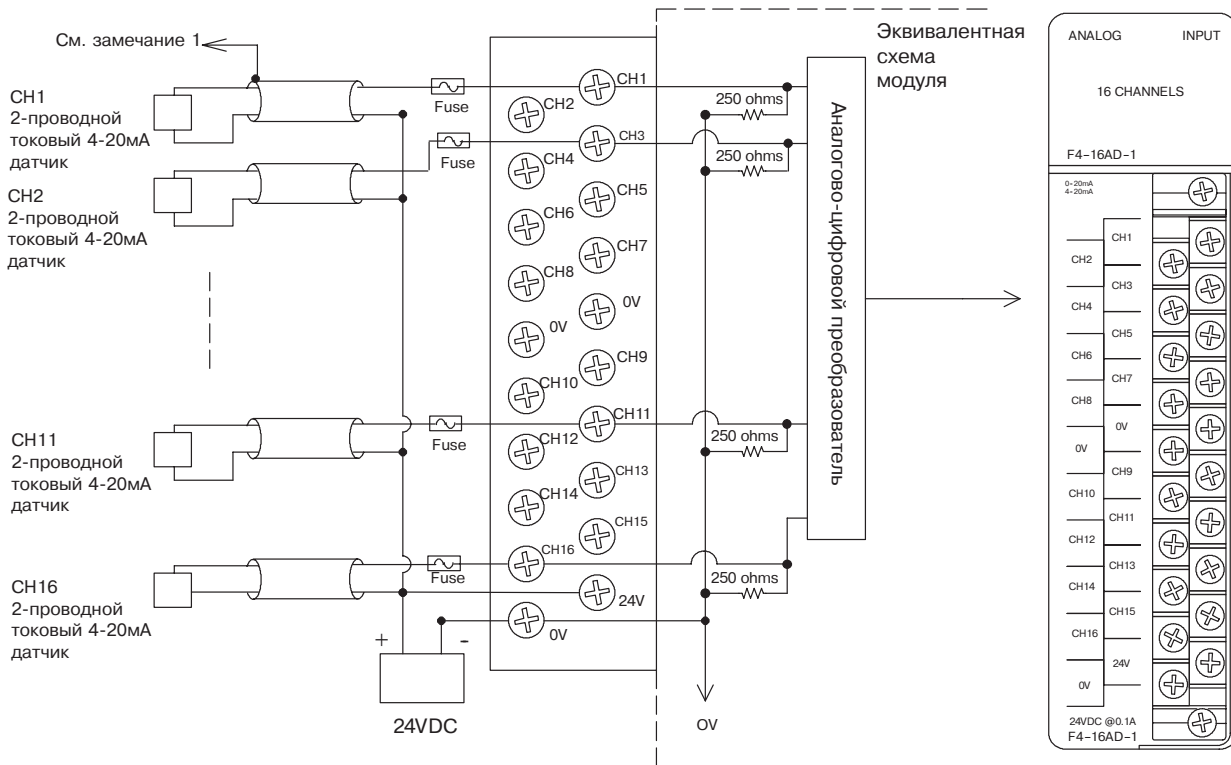 См. замечание 1
CH1
2-проводной
токовый 4-20мА
датчик
CH2
2-проводной
токовый 4-20мА
датчик
CH11
2-проводной
токовый 4-20мА
датчик
CH16
2-проводной
токовый 4-20мА
датчик
Fuse
Fuse
Fuse
Fuse
+ -
24VDC
CH1
CH2
CH3
CH4
CH5
CH6
CH7
CH8
0V
0V
CH9
CH10
CH11
CH12
CH13
CH14
CH15
CH16
24V
0V
Эквивалентная
схема
модуля
250 ohms
250 ohms
250 ohms
250 ohms
0V
Аналогово-цифровой преобразователь
ANALOG INPUT
16 CHANNELS
F4-16AD-1
0-20mA
4-20mA
CH1
CH2
CH3
CH4
CH5
CH6
CH7
CH8
0V
0V
CH9
CH10
CH11
CH12
CH13
CH14
CH15
CH16
24V
0V
24VDC @0.1A
F4-16AD-1